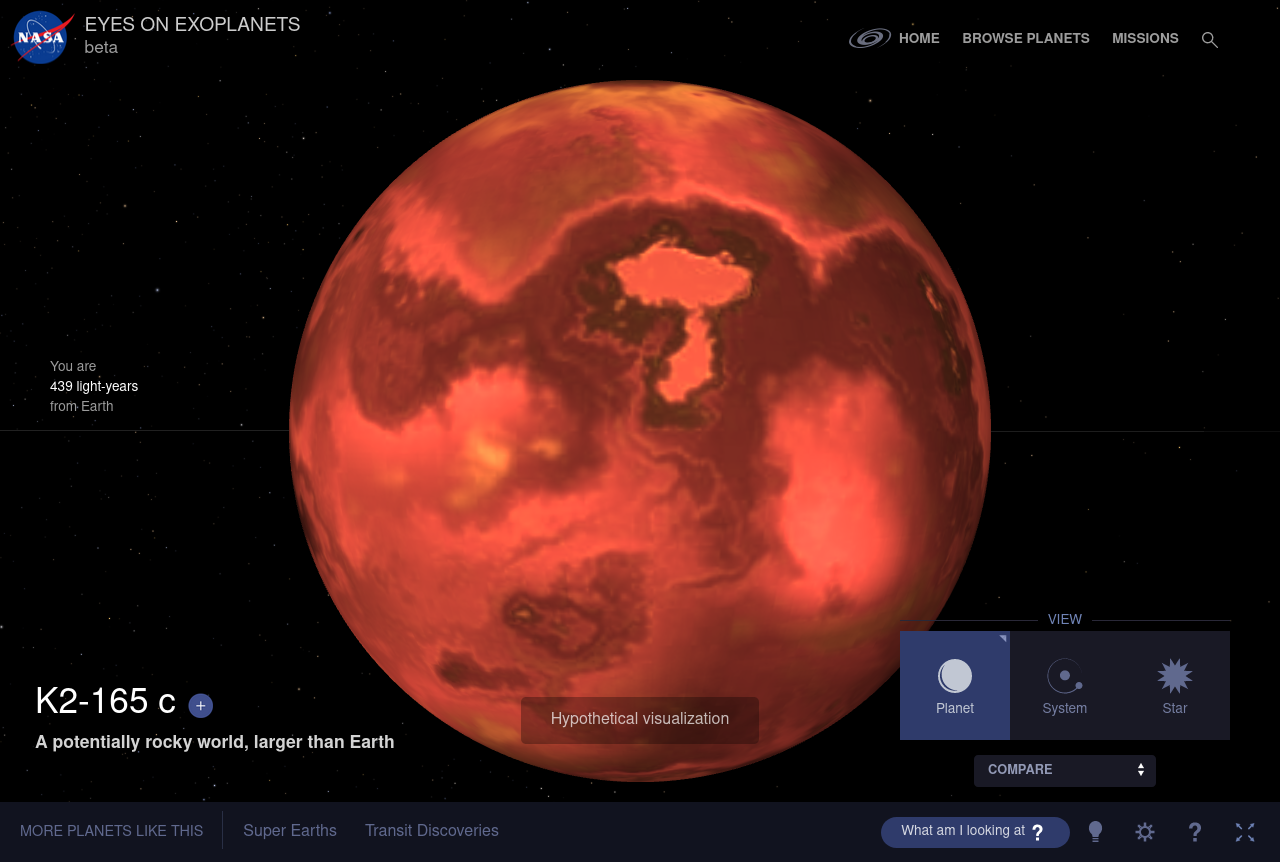 NASA
EYES ON EXOPLANETS
beta
HOME
BROWSE PLANETS
MISSIONS
You are
439 light-years
from Earth
VIEW
Planet
System
Star
K2-165 c +
A potentially rocky world, larger than Earth
Hypothetical visualization
COMPARE
MORE PLANETS LIKE THIS
Super Earths
Transit Discoveries
What am I looking at ?
?